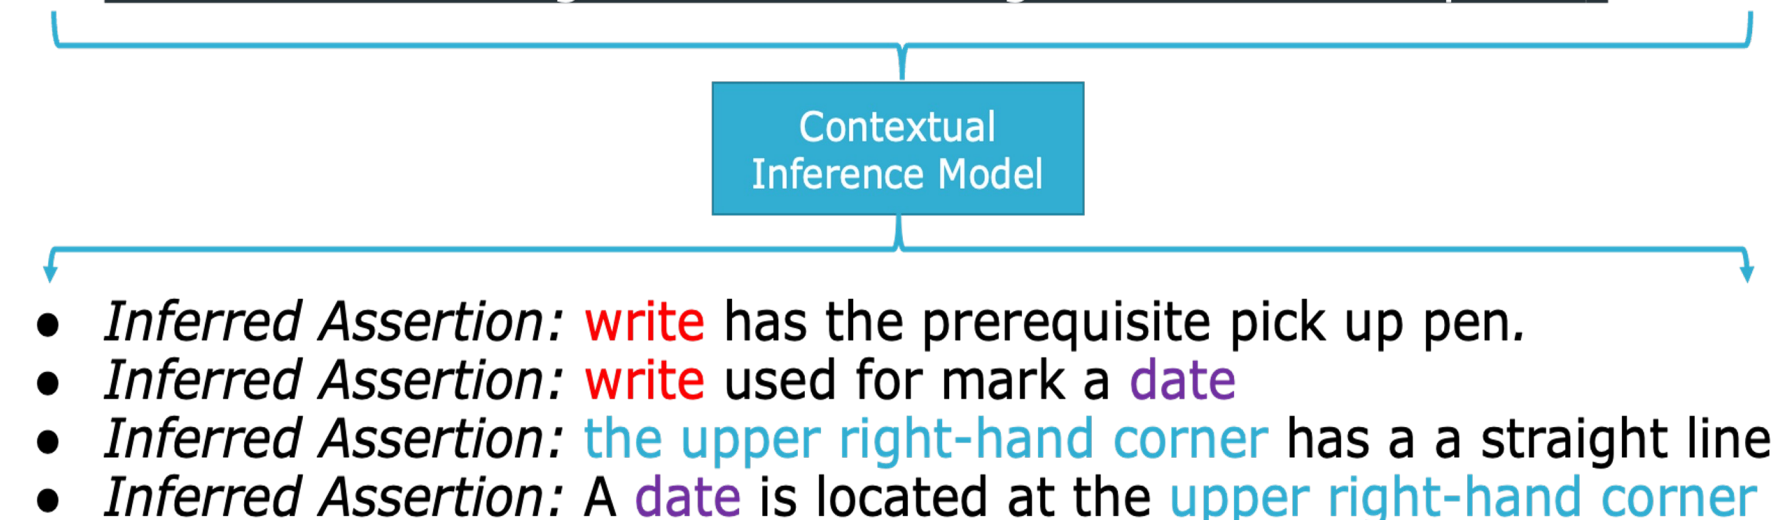 Contextual
Inference Model
● Inferred Assertion: write has the prerequisite pick up pen.
● Inferred Assertion: write used for mark a date
● Inferred Assertion: the upper right-hand corner has a a straight line
● Inferred Assertion: A date is located at the upper right-hand corner